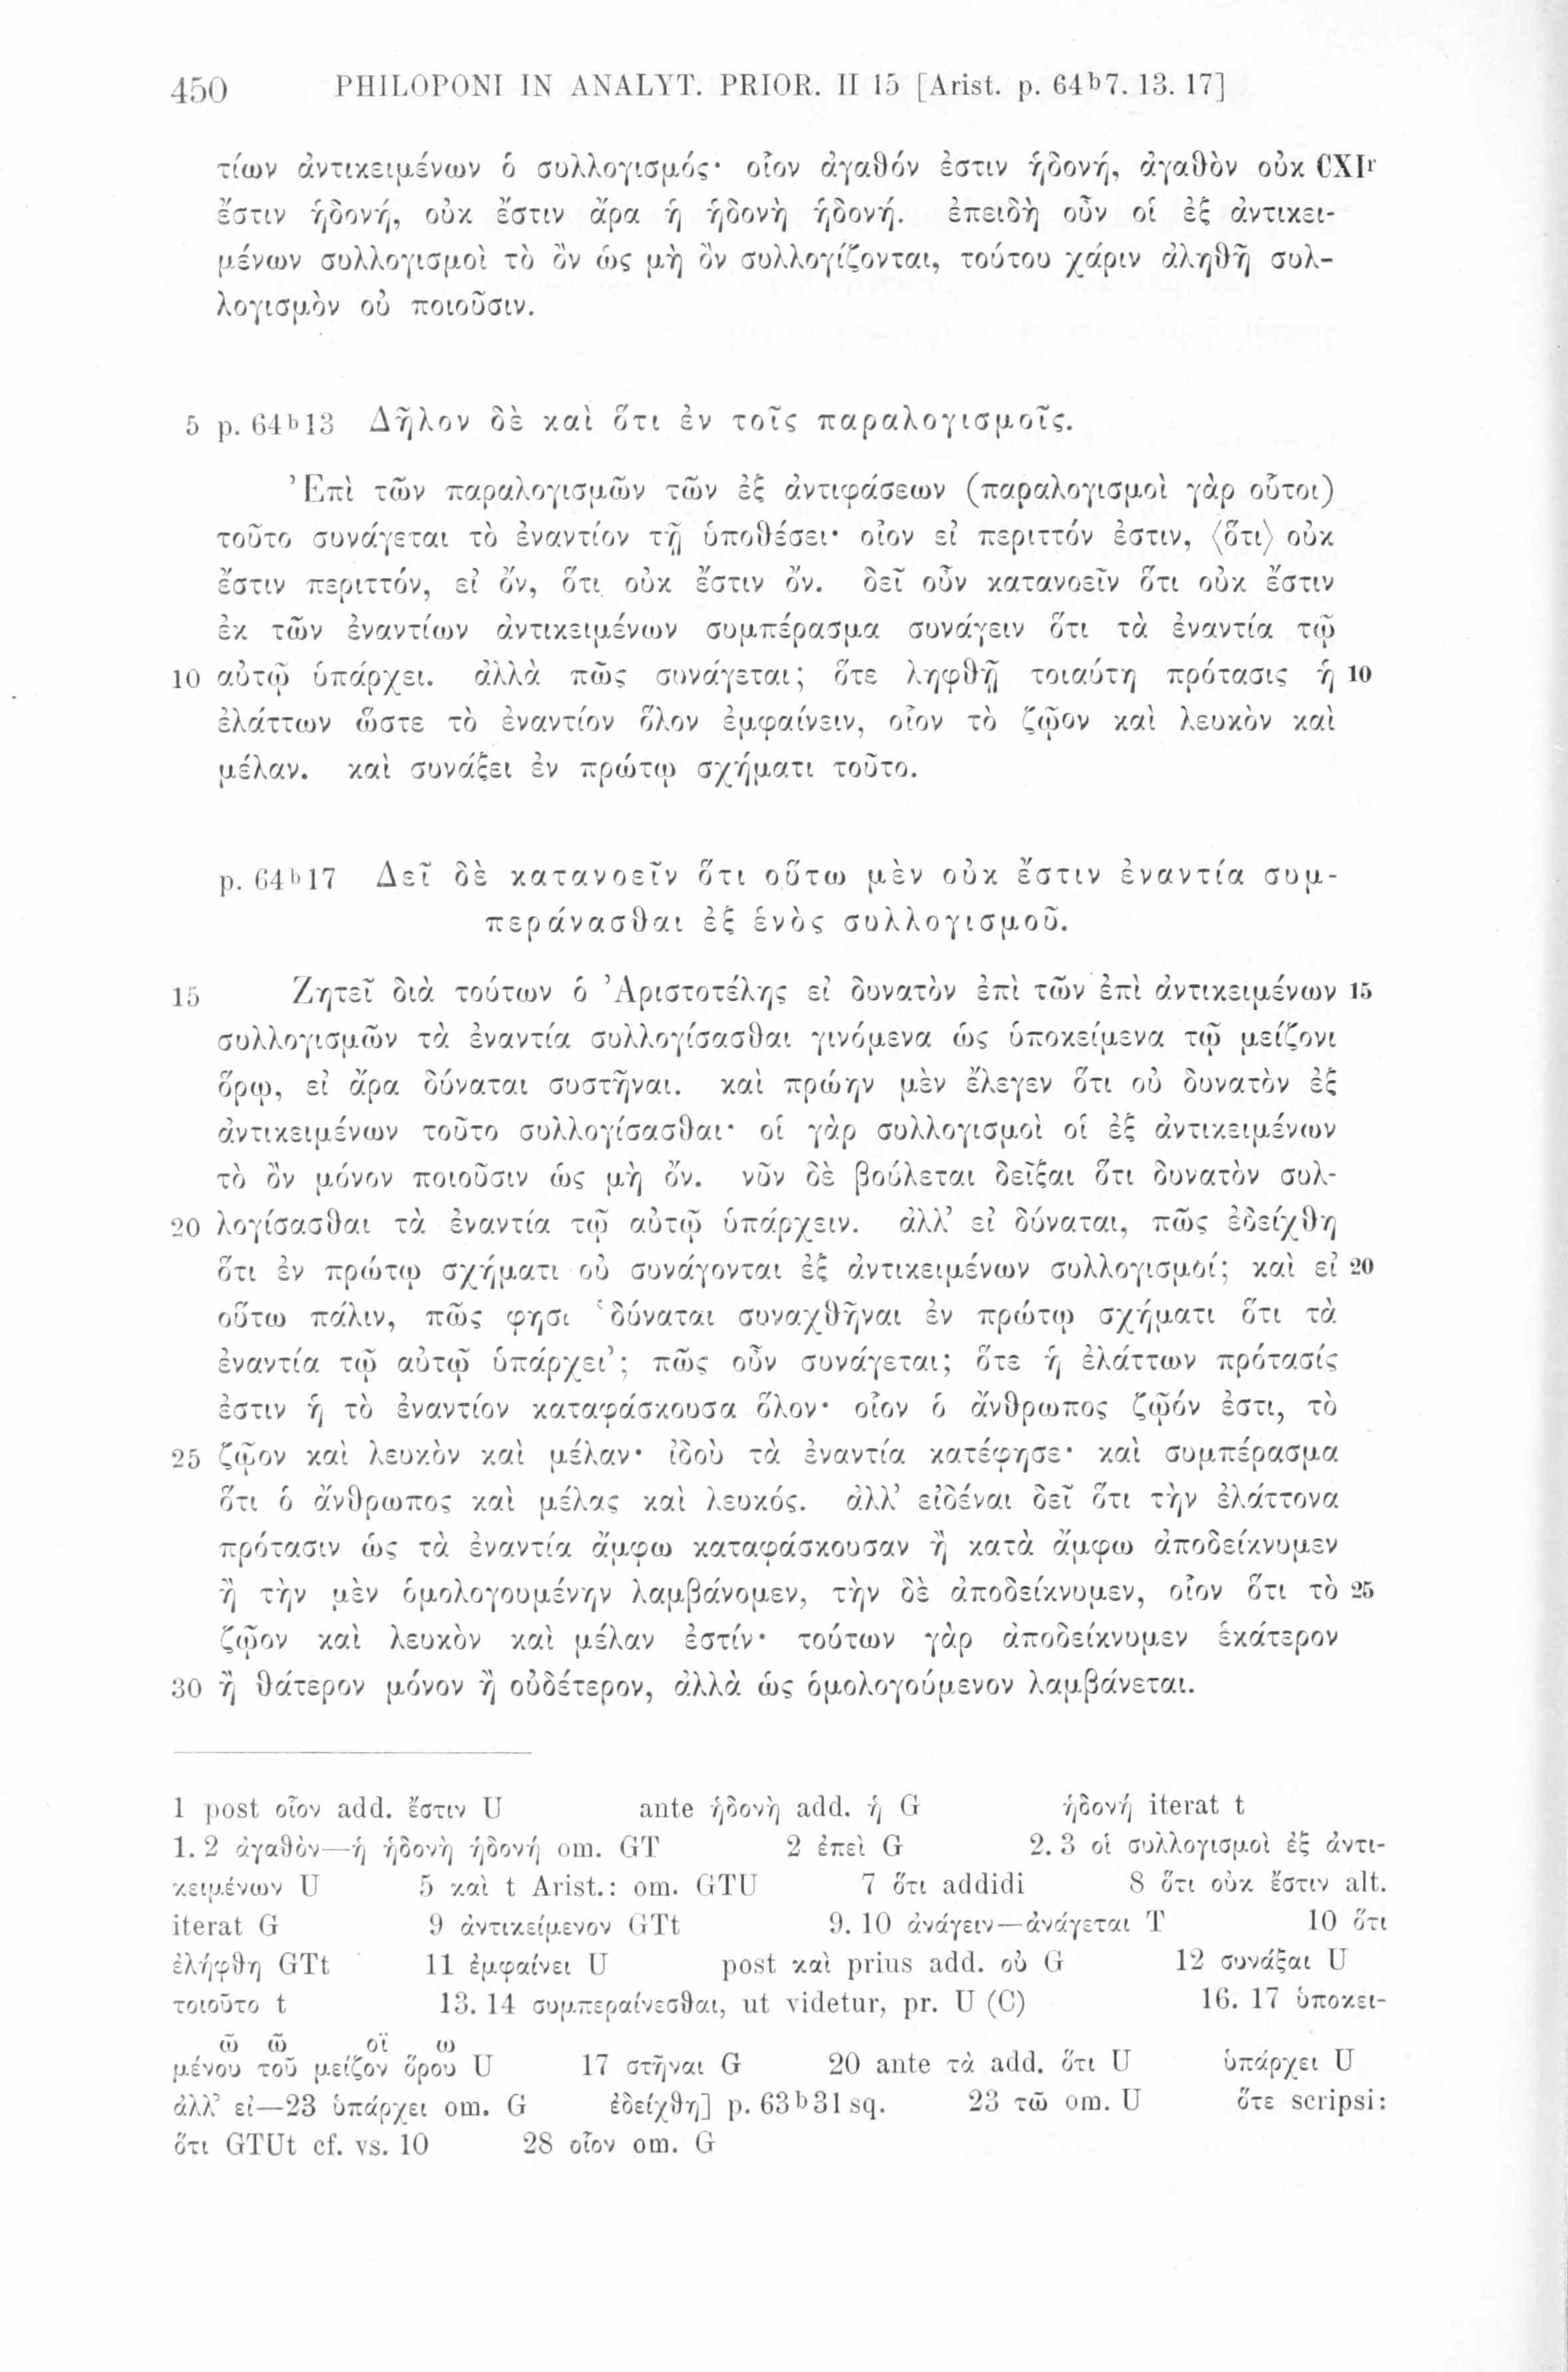 450 PHILOPONI IN ANALYT. PRIOR. II 15 [Arist. p. 64ᵇ7. 13. 17]
τίων ἀντικειμένων ὁ συλλογισμός· οἷον ἀγαθόν ἐστιν ἡδονή, ἀγαθὸν οὐκ CXIʳ
ἔστιν ἡδονή, οὐκ ἔστιν ἄρα ἡ ἡδονὴ ἡδονή. ἐπειδὴ οὖν οἱ ἐξ ἀντικει-
μένων συλλογισμοὶ τὸ ὂν ὡς μὴ ὂν συλλογίζονται, τούτου χάριν ἀληθῆ συλ-
λογισμὸν οὐ ποιοῦσιν.
5 p. 64ᵇ13 Δῆλον δὲ καὶ ὅτι ἐν τοῖς παραλογισμοῖς.
Ἐπὶ τῶν παραλογισμῶν τῶν ἐξ ἀντιφάσεων (παραλογισμοὶ γὰρ οὗτοι)
τοῦτο συνάγεται τὸ ἐναντίον τῇ ὑποθέσει· οἷον εἰ περιττόν ἐστιν, ⟨ὅτι⟩ οὐκ
ἔστιν περιττόν, εἰ ὄν, ὅτι οὐκ ἔστιν ὄν. δεῖ οὖν κατανοεῖν ὅτι οὐκ ἔστιν
ἐκ τῶν ἐναντίων ἀντικειμένων συμπέρασμα συνάγειν ὅτι τὰ ἐναντία τῷ
10 αὐτῷ ὑπάρχει. ἀλλὰ πῶς συνάγεται; ὅτε ληφθῇ τοιαύτη πρότασις ἡ 10
ἐλάττων ὥστε τὸ ἐναντίον ὅλον ἐμφαίνειν, οἷον τὸ ζῷον καὶ λευκὸν καὶ
μέλαν. καὶ συνάξει ἐν πρώτῳ σχήματι τοῦτο.
p. 64ᵇ17 Δεῖ δὲ κατανοεῖν ὅτι οὕτω μὲν οὐκ ἔστιν ἐναντία συμ-
περάνασθαι ἐξ ἑνὸς συλλογισμοῦ.
15 Ζητεῖ διὰ τούτων ὁ Ἀριστοτέλης εἰ δυνατὸν ἐπὶ τῶν ἐπὶ ἀντικειμένων 15
συλλογισμῶν τὰ ἐναντία συλλογίσασθαι γινόμενα ὡς ὑποκείμενα τῷ μείζονι
ὅρῳ, εἰ ἄρα δύναται συστῆναι. καὶ πρώην μὲν ἔλεγεν ὅτι οὐ δυνατὸν ἐξ
ἀντικειμένων τοῦτο συλλογίσασθαι· οἱ γὰρ συλλογισμοὶ οἱ ἐξ ἀντικειμένων
τὸ ὂν μόνον ποιοῦσιν ὡς μὴ ὄν. νῦν δὲ βούλεται δεῖξαι ὅτι δυνατὸν συλ-
20 λογίσασθαι τὰ ἐναντία τῷ αὐτῷ ὑπάρχειν. ἀλλ’ εἰ δύναται, πῶς ἐδείχθη
ὅτι ἐν πρώτῳ σχήματι οὐ συνάγονται ἐξ ἀντικειμένων συλλογισμοί; καὶ εἰ 20
οὕτω πάλιν, πῶς φησι ‘δύναται συναχθῆναι ἐν πρώτῳ σχήματι ὅτι τὰ
ἐναντία τῷ αὐτῷ ὑπάρχει’; πῶς οὖν συνάγεται; ὅτε ἡ ἐλάττων πρότασίς
ἐστιν ἡ τὸ ἐναντίον καταφάσκουσα ὅλον· οἷον ὁ ἄνθρωπος ζῷόν ἐστι, τὸ
25 ζῷον καὶ λευκὸν καὶ μέλαν· ἰδοὺ τὰ ἐναντία κατέφησε· καὶ συμπέρασμα
ὅτι ὁ ἄνθρωπος καὶ μέλας καὶ λευκός. ἀλλ’ εἰδέναι δεῖ ὅτι τὴν ἐλάττονα
πρότασιν ὡς τὰ ἐναντία ἄμφω καταφάσκουσαν ἢ κατὰ ἄμφω ἀποδείκνυμεν
ἢ τὴν μὲν ὁμολογουμένην λαμβάνομεν, τὴν δὲ ἀποδείκνυμεν, οἷον ὅτι τὸ 25
ζῷον καὶ λευκὸν καὶ μέλαν ἐστίν· τούτων γὰρ ἀποδείκνυμεν ἑκάτερον
30 ἢ θάτερον μόνον ἢ οὐδέτερον, ἀλλὰ ὡς ὁμολογούμενον λαμβάνεται.
1 post οἷον add. ἔστιν U ante ἡδονὴ add. ἡ G ἡδονή iterat t
1. 2 ἀγαθὸν—ἡ ἡδονὴ ἡδονή om. GT 2 ἐπεὶ G 2. 3 οἱ συλλογισμοὶ ἐξ ἀντι-
κειμένων U 5 καὶ t Arist.: om. GTU 7 ὅτι addidi 8 ὅτι οὐκ ἔστιν alt.
iterat G 9 ἀντικείμενον GTt 9. 10 ἀνάγειν—ἀνάγεται T 10 ὅτι
ἐλήφθη GTt 11 ἐμφαίνει U post καὶ prius add. οὐ G 12 συνάξαι U
τοιοῦτο t 13. 14 συμπεραίνεσθαι, ut videtur, pr. U (C) 16. 17 ὑποκει-
ῶ ῶ οϊ ω
μένου τοῦ μείζον ὅρου U 17 στῆναι G 20 ante τὰ add. ὅτι U ὑπάρχει U
ἀλλ’ εἰ—23 ὑπάρχει om. G ἐδείχθη] p. 63ᵇ31 sq. 23 τῶ om. U ὅτε scripsi:
ὅτι GTUt cf. vs. 10 28 οἷον om. G